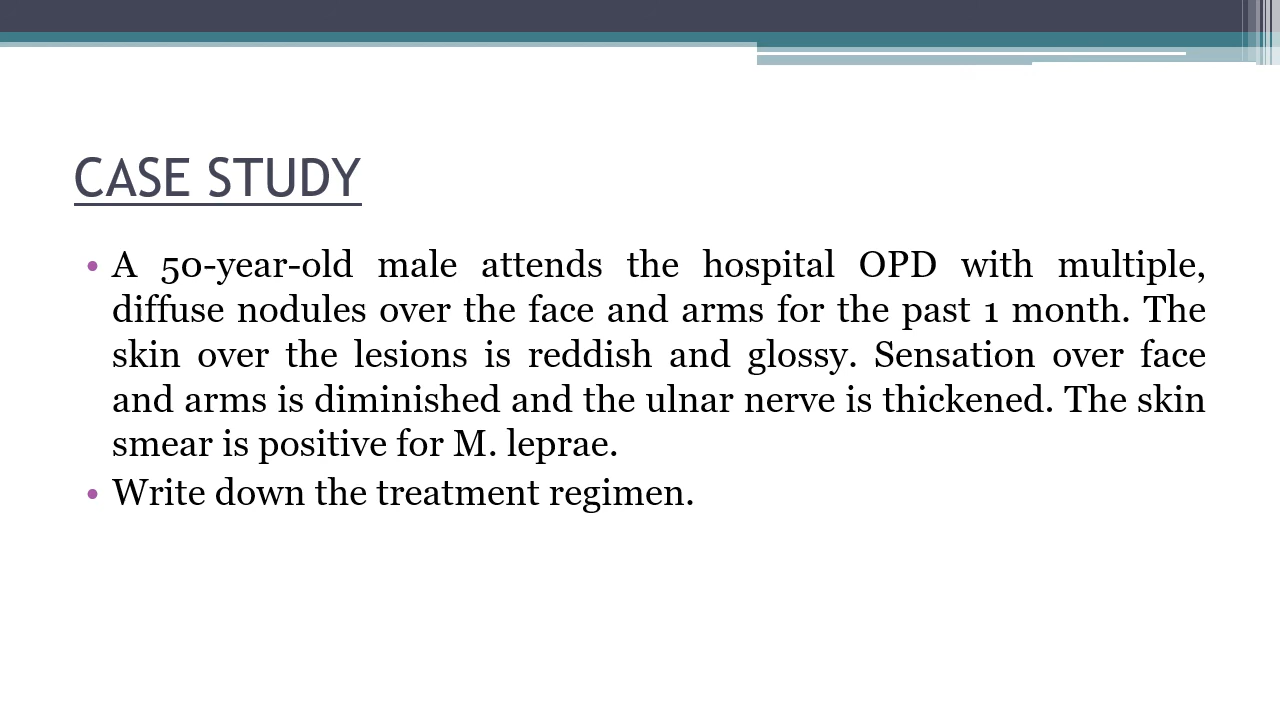 CASE STUDY
• A 50-year-old male attends the hospital OPD with multiple,
diffuse nodules over the face and arms for the past 1 month. The
skin over the lesions is reddish and glossy. Sensation over face
and arms is diminished and the ulnar nerve is thickened. The skin
smear is positive for M. leprae.
• Write down the treatment regimen.